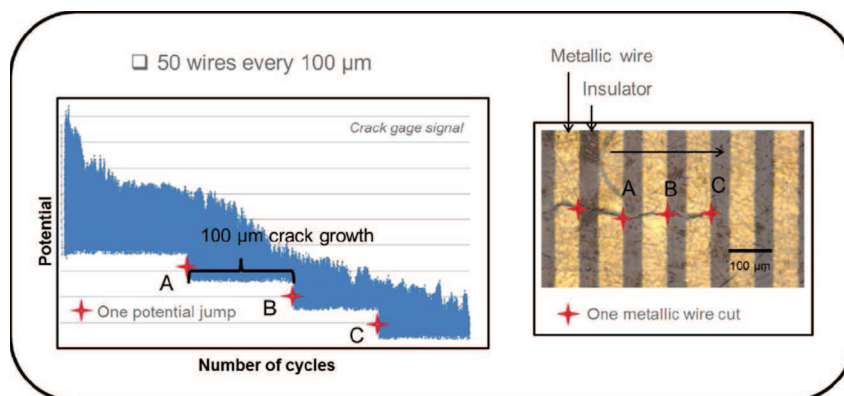 ❑ 50 wires every 100 µm
Crack gage signal
Potential
100 µm crack growth
A
B
C
One potential jump
Number of cycles
Metallic wire
Insulator
A
B
C
100 µm
One metallic wire cut